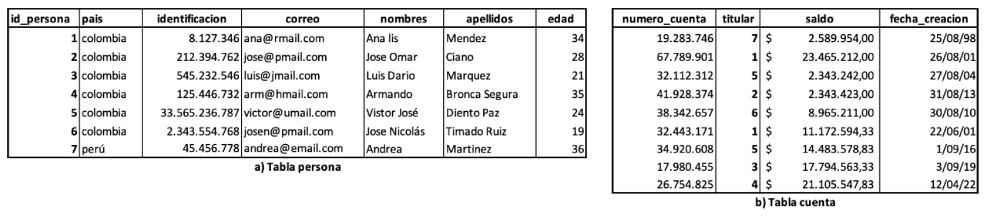 id_persona pais identificacion correo nombres apellidos edad
1 colombia 8.127.346 ana@rmail.com Ana lis Mendez 34
2 colombia 212.394.762 jose@pmail.com Jose Omar Ciano 28
3 colombia 545.232.546 luis@jmail.com Luis Dario Marquez 21
4 colombia 125.446.732 arm@hmail.com Armando Bronca Segura 35
5 colombia 33.565.236.787 victor@umail.com Vistor José Diento Paz 24
6 colombia 2.343.554.768 josen@pmail.com Jose Nicolás Timado Ruiz 19
7 perú 45.456.778 andrea@email.com Andrea Martinez 36
a) Tabla persona
numero_cuenta titular saldo fecha_creacion
19.283.746 7 $ 2.589.954,00 25/08/98
67.789.901 1 $ 23.465.212,00 26/08/01
32.112.312 5 $ 2.343.242,00 27/08/04
41.928.374 2 $ 2.343.423,00 31/08/13
38.342.657 6 $ 8.965.211,00 30/08/10
32.443.171 1 $ 11.172.594,33 22/06/01
34.920.608 5 $ 14.483.578,83 1/09/16
17.980.455 3 $ 17.794.563,33 3/09/19
26.754.825 4 $ 21.105.547,83 12/04/22
b) Tabla cuenta